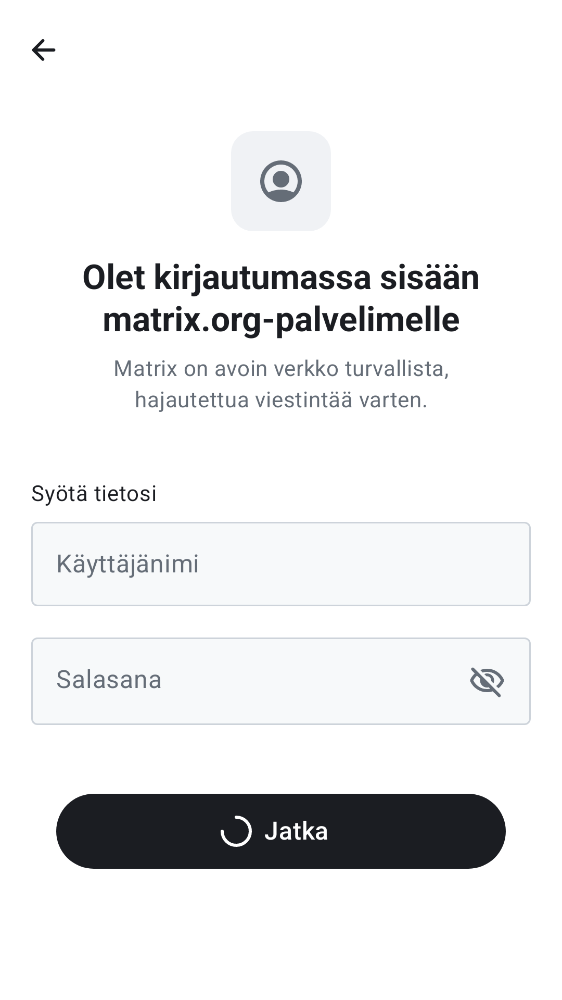 Olet kirjautumassa sisään
matrix.org-palvelimelle
Matrix on avoin verkko turvallista,
hajautettua viestintää varten.
Syötä tietosi
Käyttäjänimi
Salasana
Jatka